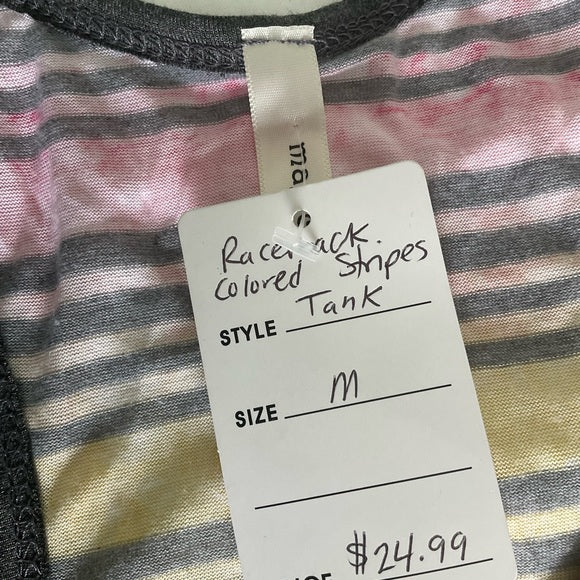 Racerback
colored Stripes
STYLE Tank
SIZE M
$24.99